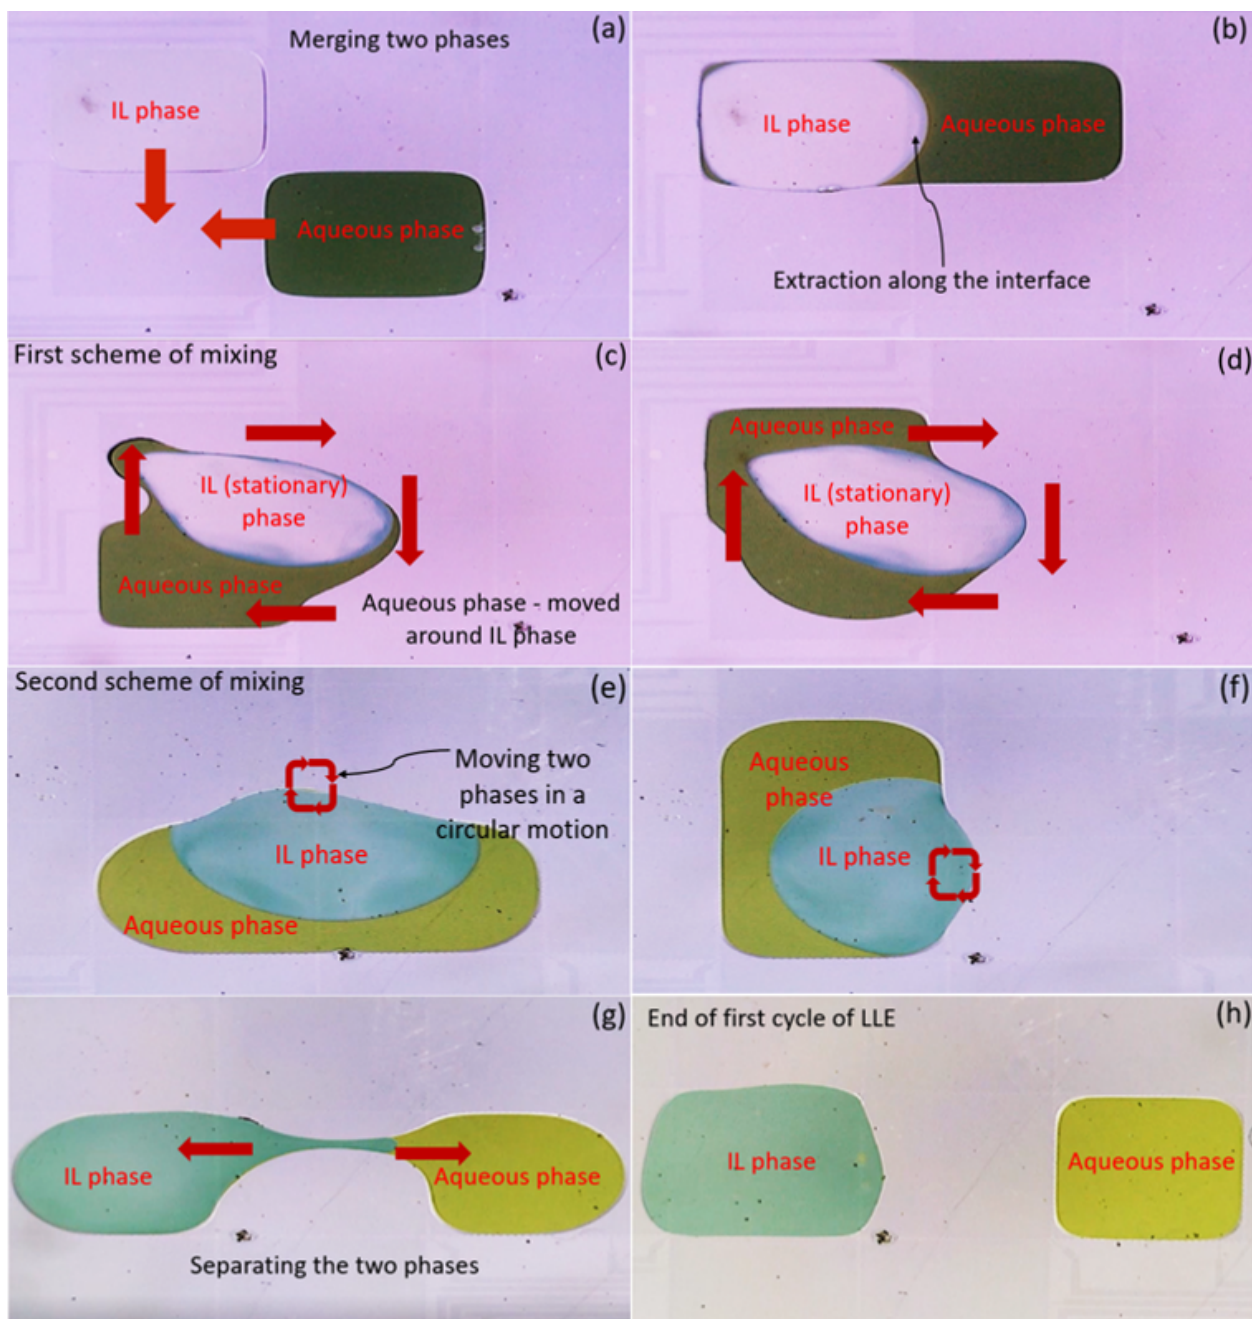 Merging two phases
(a)
IL phase
Aqueous phase
(b)
IL phase
Aqueous phase
Extraction along the interface
First scheme of mixing
(c)
IL (stationary)
phase
Aqueous phase
Aqueous phase - moved
around IL phase
(d)
Aqueous phase
IL (stationary)
phase
Second scheme of mixing
(e)
Moving two
phases in a
circular motion
IL phase
Aqueous phase
(f)
Aqueous
phase
IL phase
(g)
IL phase
Aqueous phase
Separating the two phases
End of first cycle of LLE
(h)
IL phase
Aqueous phase